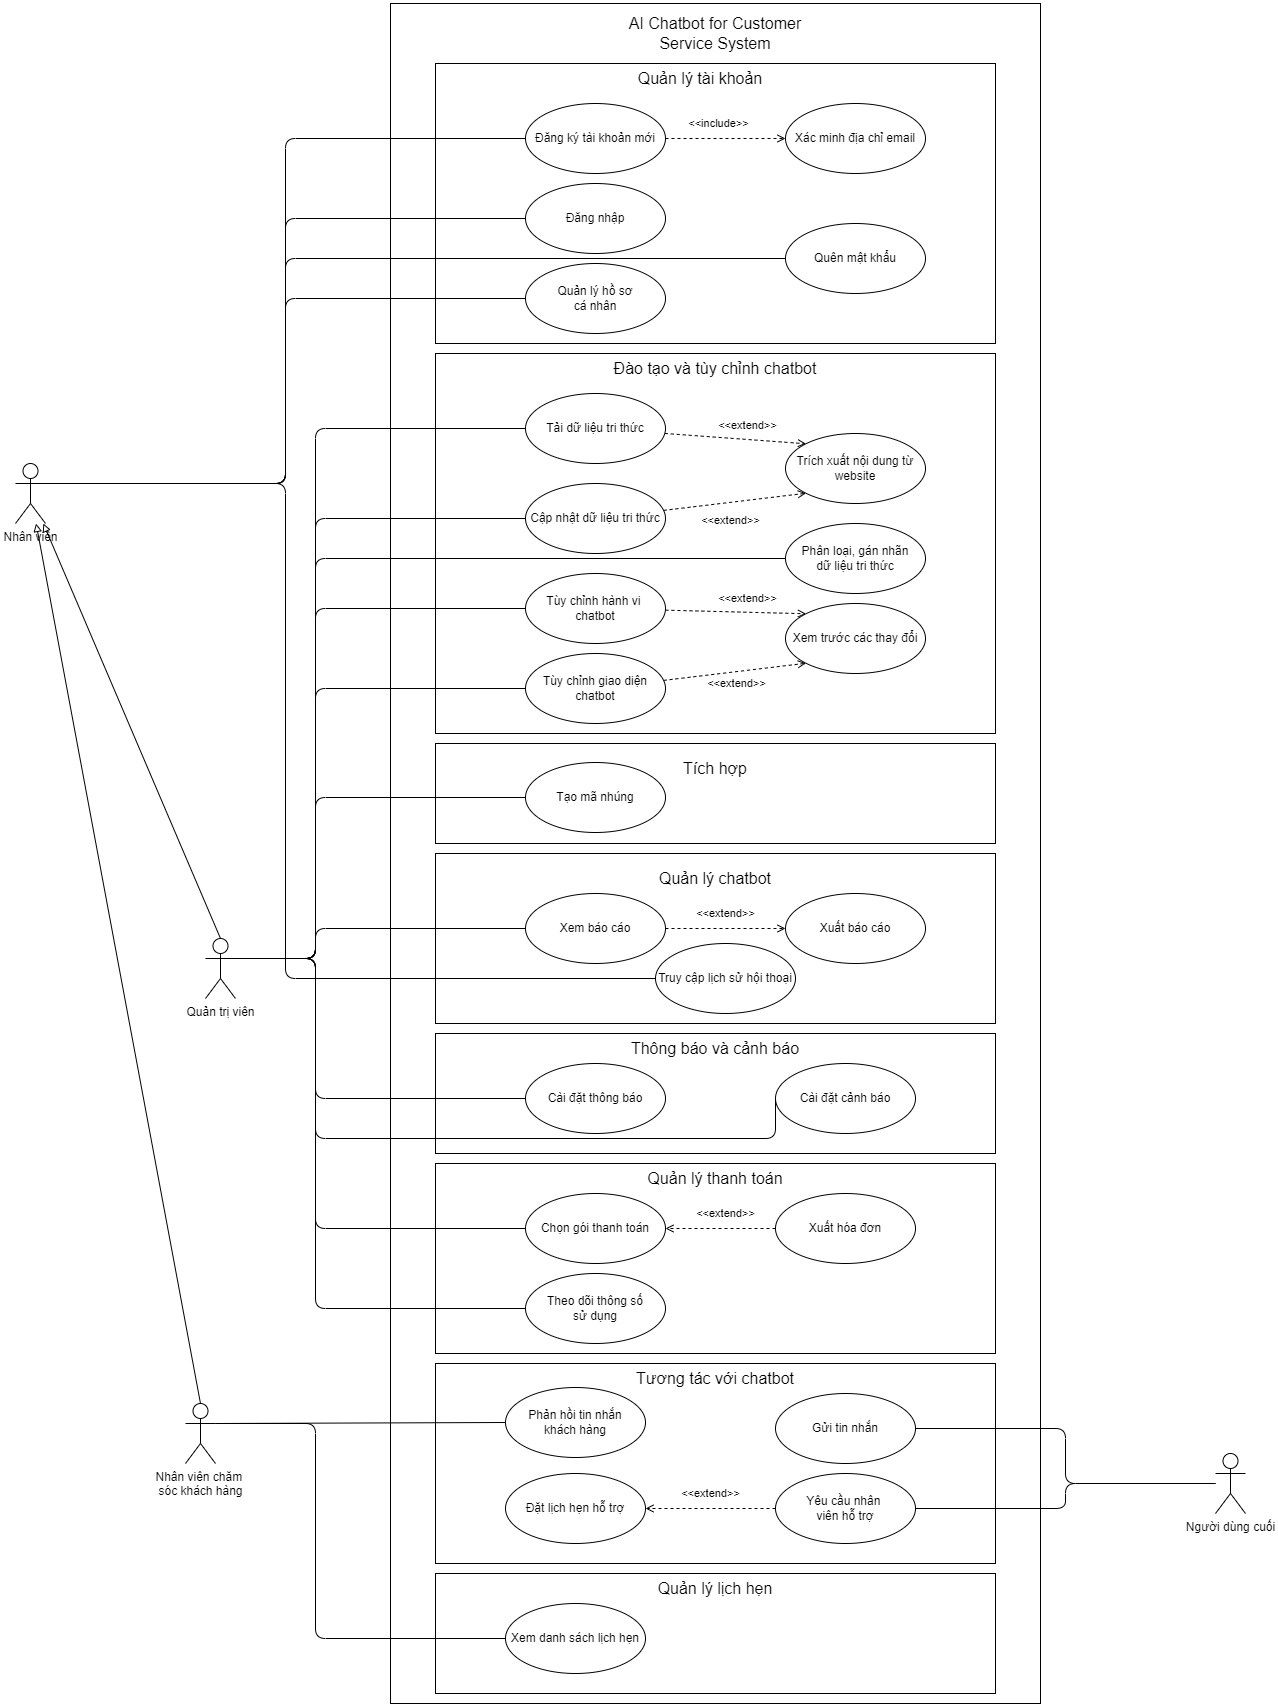 AI Chatbot for Customer
Service System
Quản lý tài khoản
Đăng ký tài khoản mới
<<include>>
Xác minh địa chỉ email
Đăng nhập
Quên mật khẩu
Quản lý hồ sơ
cá nhân
Đào tạo và tùy chỉnh chatbot
Tải dữ liệu tri thức
<<extend>>
Trích xuất nội dung từ
website
Cập nhật dữ liệu tri thức
<<extend>>
Nhân viên
Phân loại, gán nhãn
dữ liệu tri thức
Tùy chỉnh hành vi
chatbot
<<extend>>
Xem trước các thay đổi
Tùy chỉnh giao diện
chatbot
<<extend>>
Tích hợp
Tạo mã nhúng
Quản lý chatbot
Xem báo cáo
<<extend>>
Xuất báo cáo
Truy cập lịch sử hội thoại
Quản trị viên
Thông báo và cảnh báo
Cài đặt thông báo
Cài đặt cảnh báo
Quản lý thanh toán
Chọn gói thanh toán
<<extend>>
Xuất hóa đơn
Theo dõi thông số
sử dụng
Tương tác với chatbot
Phản hồi tin nhắn
khách hàng
Gửi tin nhắn
Nhân viên chăm
sóc khách hàng
Đặt lịch hẹn hỗ trợ
<<extend>>
Yêu cầu nhân
viên hỗ trợ
Người dùng cuối
Quản lý lịch hẹn
Xem danh sách lịch hẹn